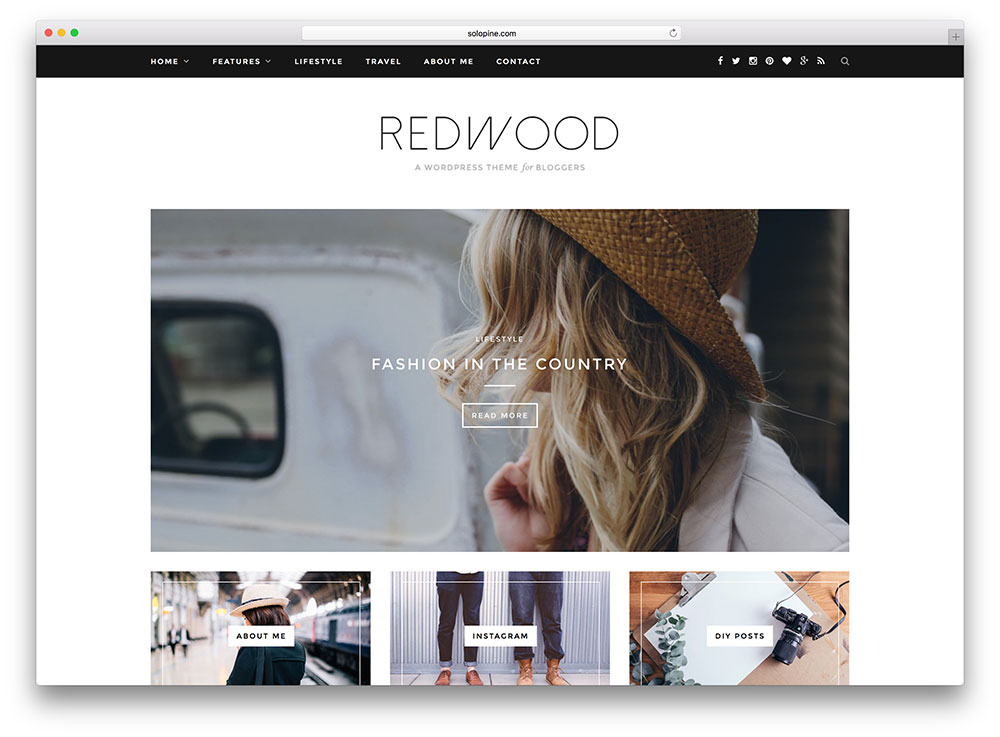 solopine.com
HOME FEATURES LIFESTYLE TRAVEL ABOUT ME CONTACT
REDWOOD
A WORDPRESS THEME for BLOGGERS
LIFESTYLE
FASHION IN THE COUNTRY
READ MORE
ABOUT ME INSTAGRAM DIY POSTS